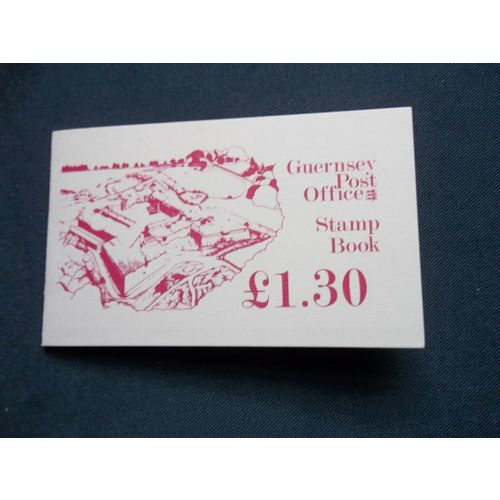 Guernsey
Post
Office
Stamp
Book
£1.30